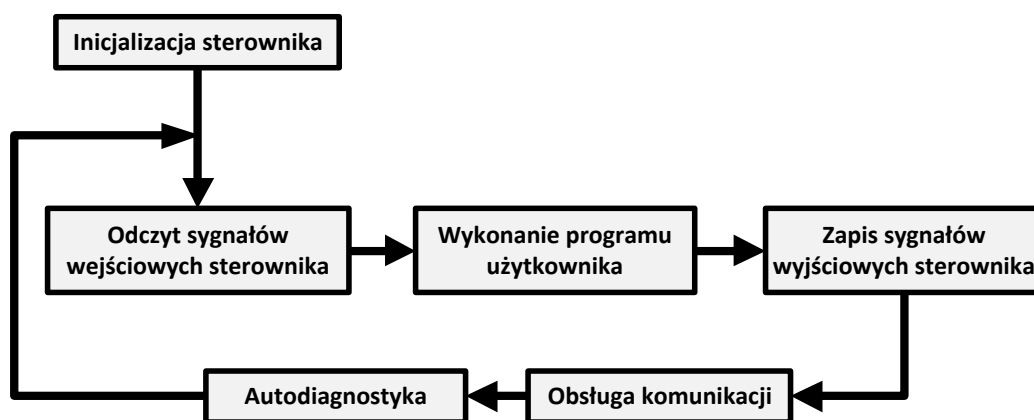 Inicjalizacja sterownika
Odczyt sygnałów
wejściowych sterownika
Wykonanie programu
użytkownika
Zapis sygnałów
wyjściowych sterownika
Autodiagnostyka
Obsługa komunikacji